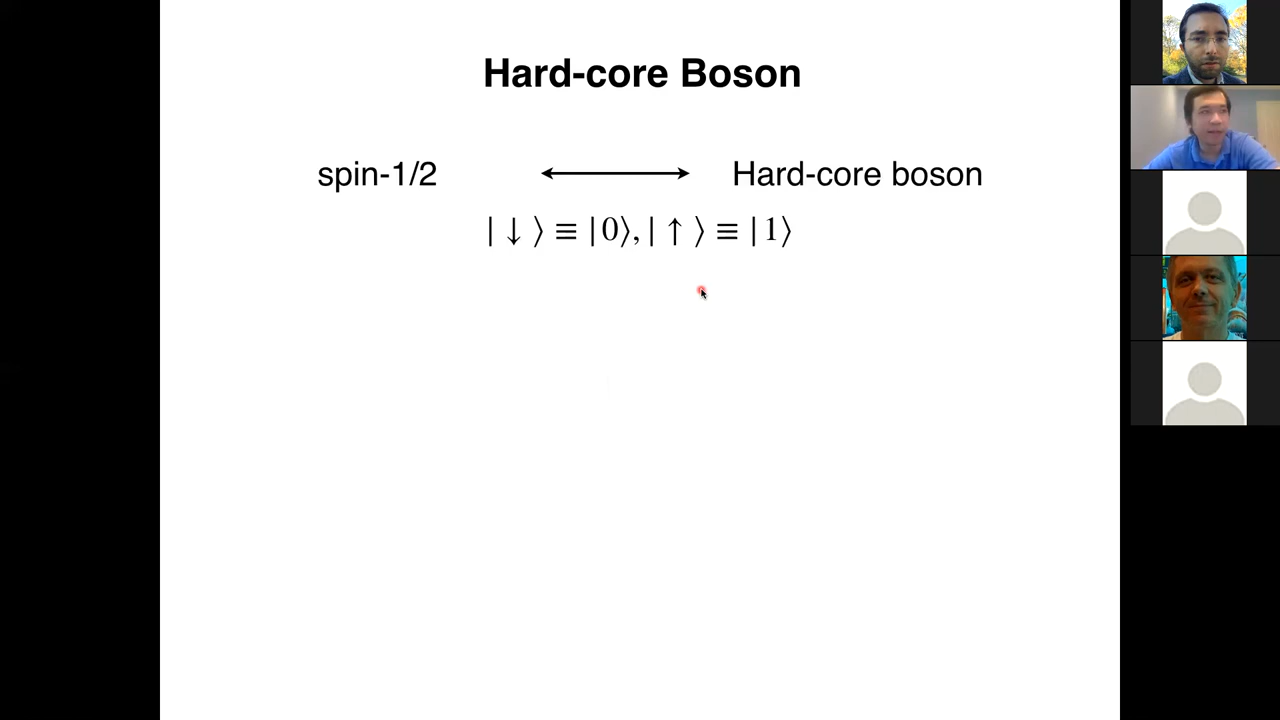 Hard-core Boson
spin-1/2 Hard-core boson
| ↓ ⟩ ≡ |0⟩, | ↑ ⟩ ≡ |1⟩